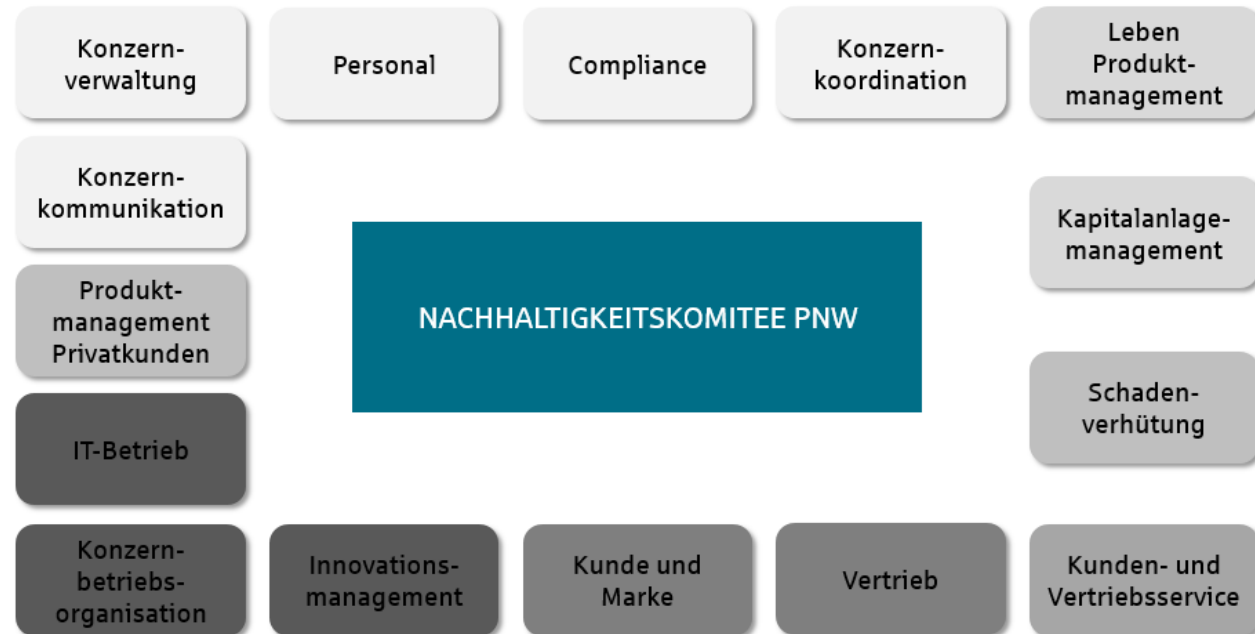 Konzern-
verwaltung
Personal
Compliance
Konzern-
koordination
Leben
Produkt-
management
Konzern-
kommunikation
Kapitalanlage-
management
NACHHALTIGKEITSKOMITEE PNW
Produkt-
management
Privatkunden
Schaden-
verhütung
IT-Betrieb
Konzern-
betriebs-
organisation
Innovations-
management
Kunde und
Marke
Vertrieb
Kunden- und
Vertriebsservice